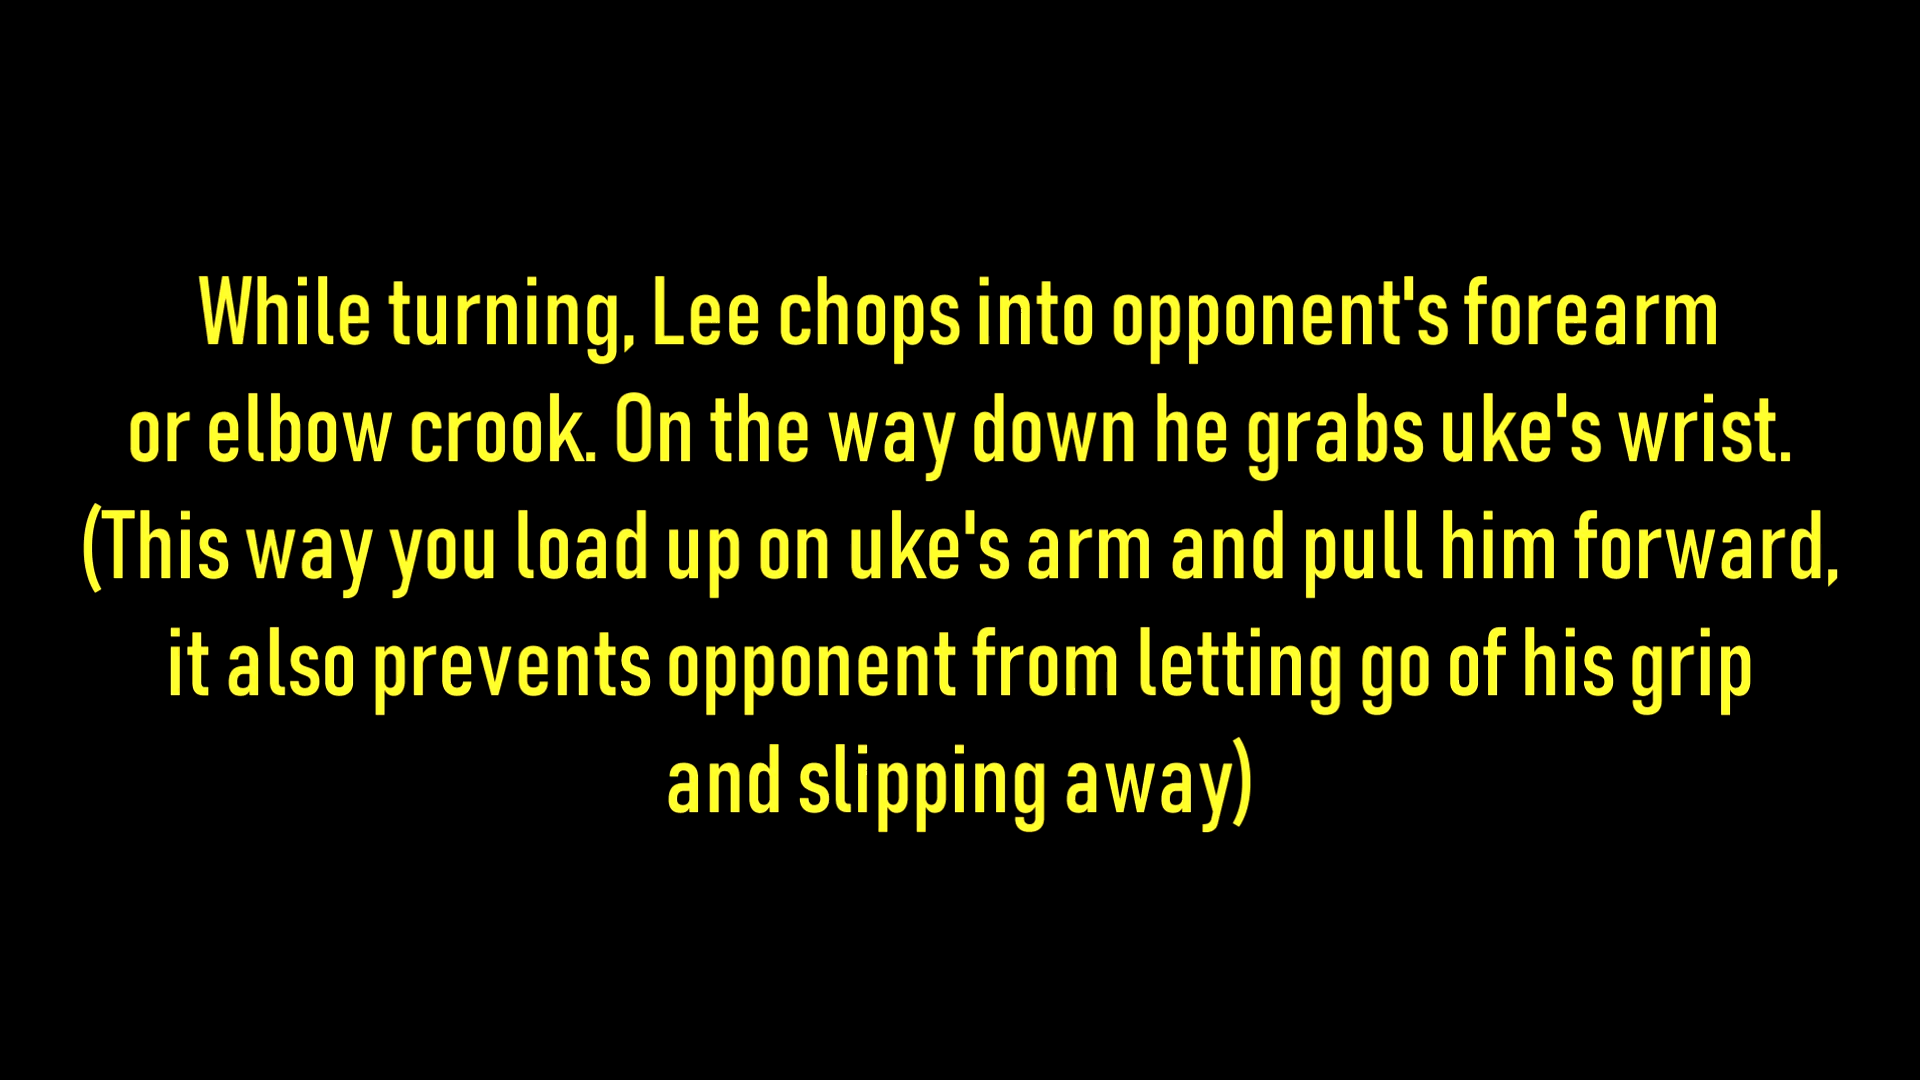 While turning, Lee chops into opponent's forearm
or elbow crook. On the way down he grabs uke's wrist.
(This way you load up on uke's arm and pull him forward,
it also prevents opponent from letting go of his grip
and slipping away)